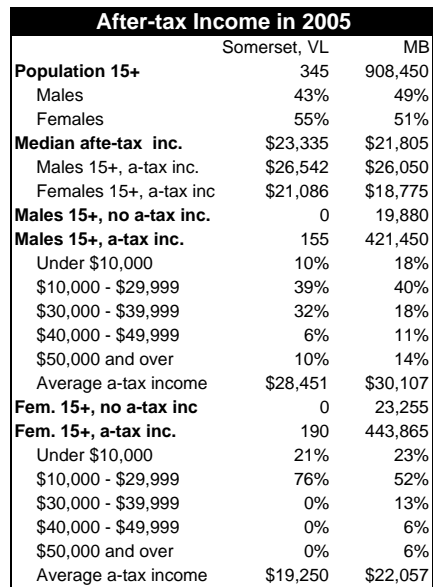 After-tax Income in 2005
Somerset, VL MB
Population 15+ 345 908,450
Males 43% 49%
Females 55% 51%
Median afte-tax inc. $23,335 $21,805
Males 15+, a-tax inc. $26,542 $26,050
Females 15+, a-tax inc $21,086 $18,775
Males 15+, no a-tax inc. 0 19,880
Males 15+, a-tax inc. 155 421,450
Under $10,000 10% 18%
$10,000 - $29,999 39% 40%
$30,000 - $39,999 32% 18%
$40,000 - $49,999 6% 11%
$50,000 and over 10% 14%
Average a-tax income $28,451 $30,107
Fem. 15+, no a-tax inc 0 23,255
Fem. 15+, a-tax inc. 190 443,865
Under $10,000 21% 23%
$10,000 - $29,999 76% 52%
$30,000 - $39,999 0% 13%
$40,000 - $49,999 0% 6%
$50,000 and over 0% 6%
Average a-tax income $19,250 $22,057